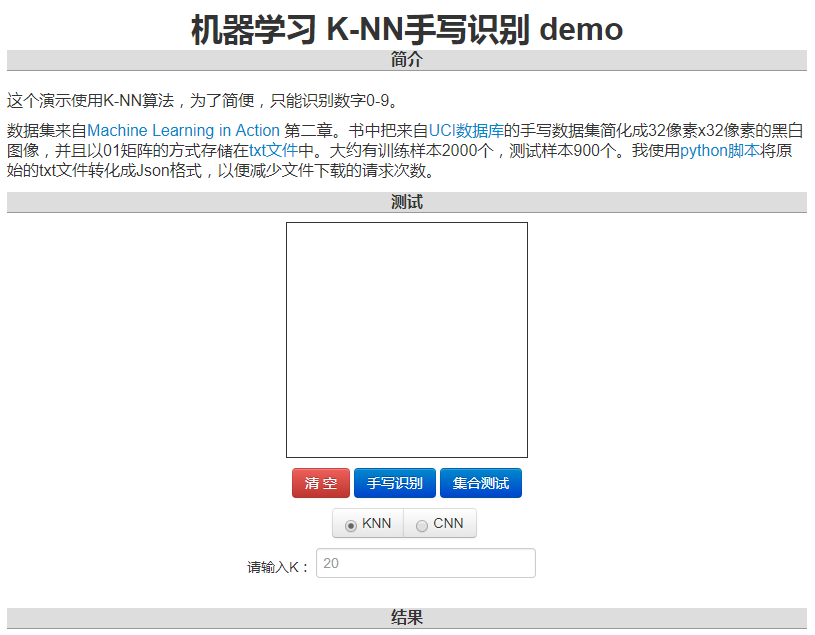 机器学习 K-NN手写识别 demo
简介
这个演示使用K-NN算法，为了简便，只能识别数字0-9。
数据集来自Machine Learning in Action 第二章。书中把来自UCI数据库的手写数据集简化成32像素x32像素的黑白
图像，并且以01矩阵的方式存储在txt文件中。大约有训练样本2000个，测试样本900个。我使用python脚本将原
始的txt文件转化成Json格式，以便减少文件下载的请求次数。
测试
清 空 手写识别 集合测试
KNN CNN
请输入K： 20
结果